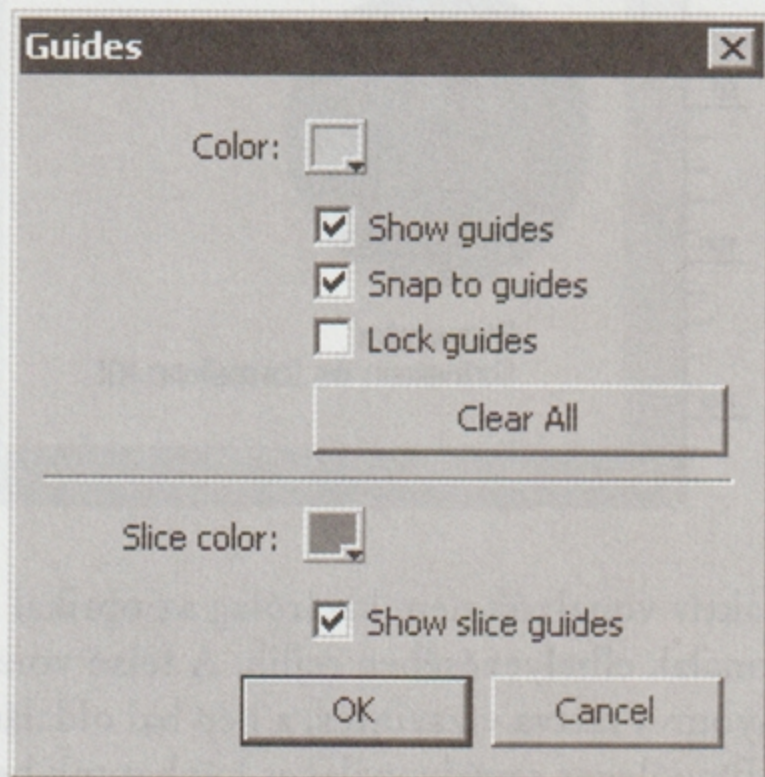 Guides
Color:
Show guides
Snap to guides
Lock guides
Clear All
Slice color:
Show slice guides
OK
Cancel